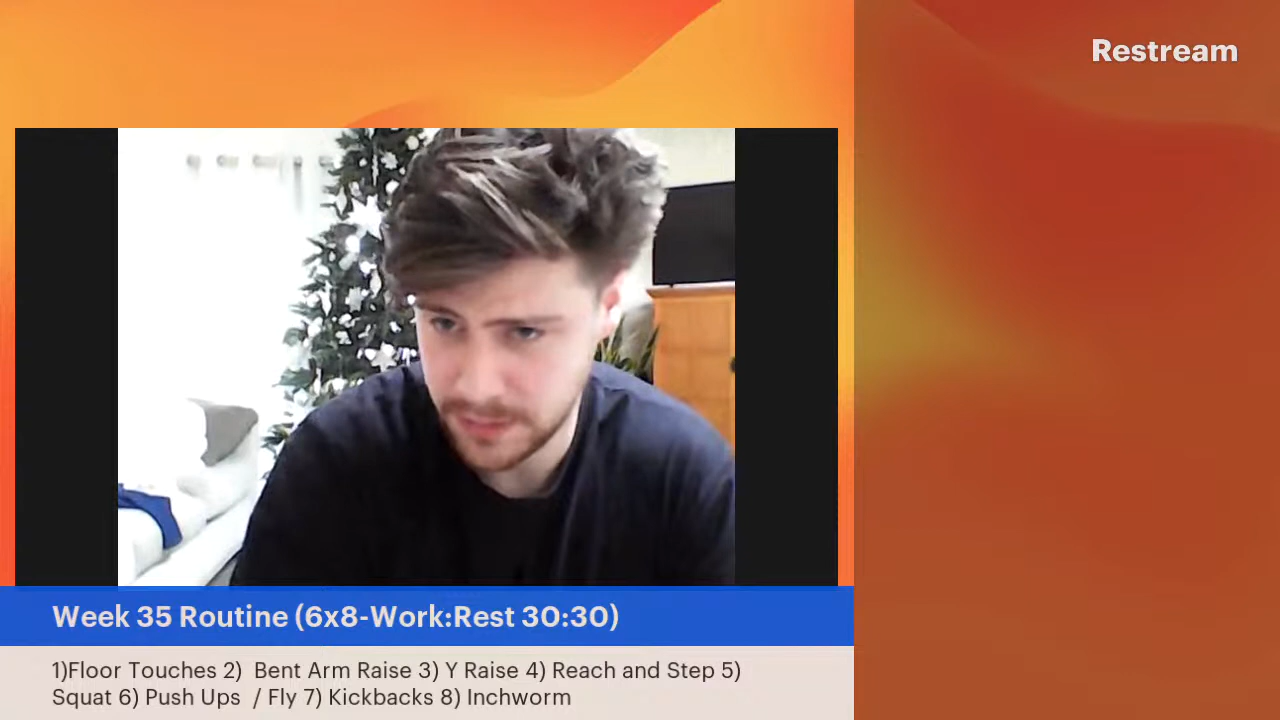 Restream
Week 35 Routine (6x8-Work:Rest 30:30)
1)Floor Touches 2)  Bent Arm Raise 3) Y Raise 4) Reach and Step 5)
Squat 6) Push Ups  / Fly 7) Kickbacks 8) Inchworm